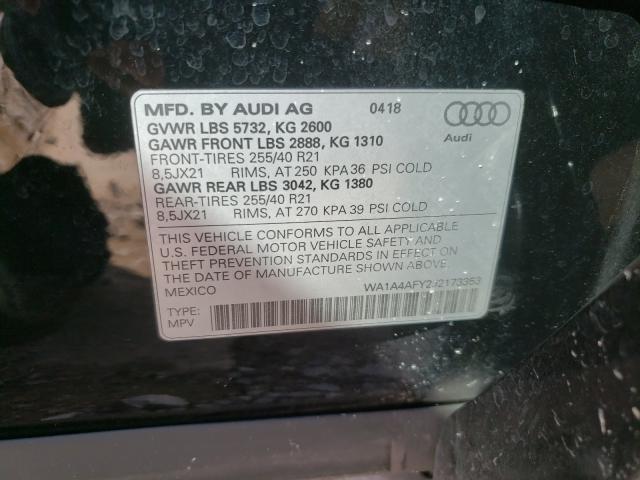 MFD. BY AUDI AG 0418
GVWR LBS 5732, KG 2600
GAWR FRONT LBS 2888, KG 1310
FRONT-TIRES 255/40 R21
8,5JX21 RIMS, AT 250 KPA 36 PSI COLD
GAWR REAR LBS 3042, KG 1380
REAR-TIRES 255/40 R21
8,5JX21 RIMS, AT 270 KPA 39 PSI COLD
Audi
THIS VEHICLE CONFORMS TO ALL APPLICABLE
U.S. FEDERAL MOTOR VEHICLE SAFETY AND
THEFT PREVENTION STANDARDS IN EFFECT ON
THE DATE OF MANUFACTURE SHOWN ABOVE.
MEXICO
TYPE:
MPV